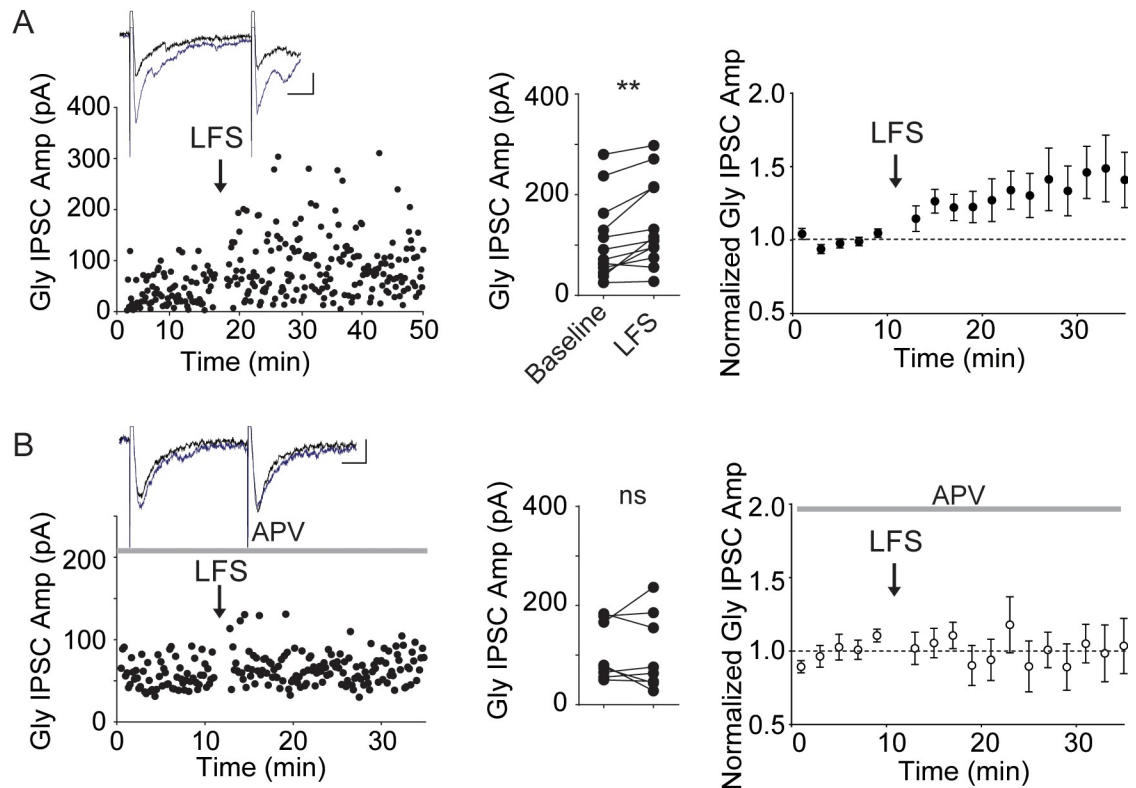 A
Gly IPSC Amp (pA)
400
300
200
100
0
LFS
0 10 20 30 40 50
Time (min)
Gly IPSC Amp (pA)
400
200
0
**
Baseline
LFS
Normalized Gly IPSC Amp
2.0
1.5
1.0
0.5
LFS
0 10 20 30
Time (min)
B
Gly IPSC Amp (pA)
200
100
0
APV
LFS
0 10 20 30
Time (min)
Gly IPSC Amp (pA)
400
200
0
ns
Normalized Gly IPSC Amp
2.0
1.5
1.0
0.5
APV
LFS
0 10 20 30
Time (min)